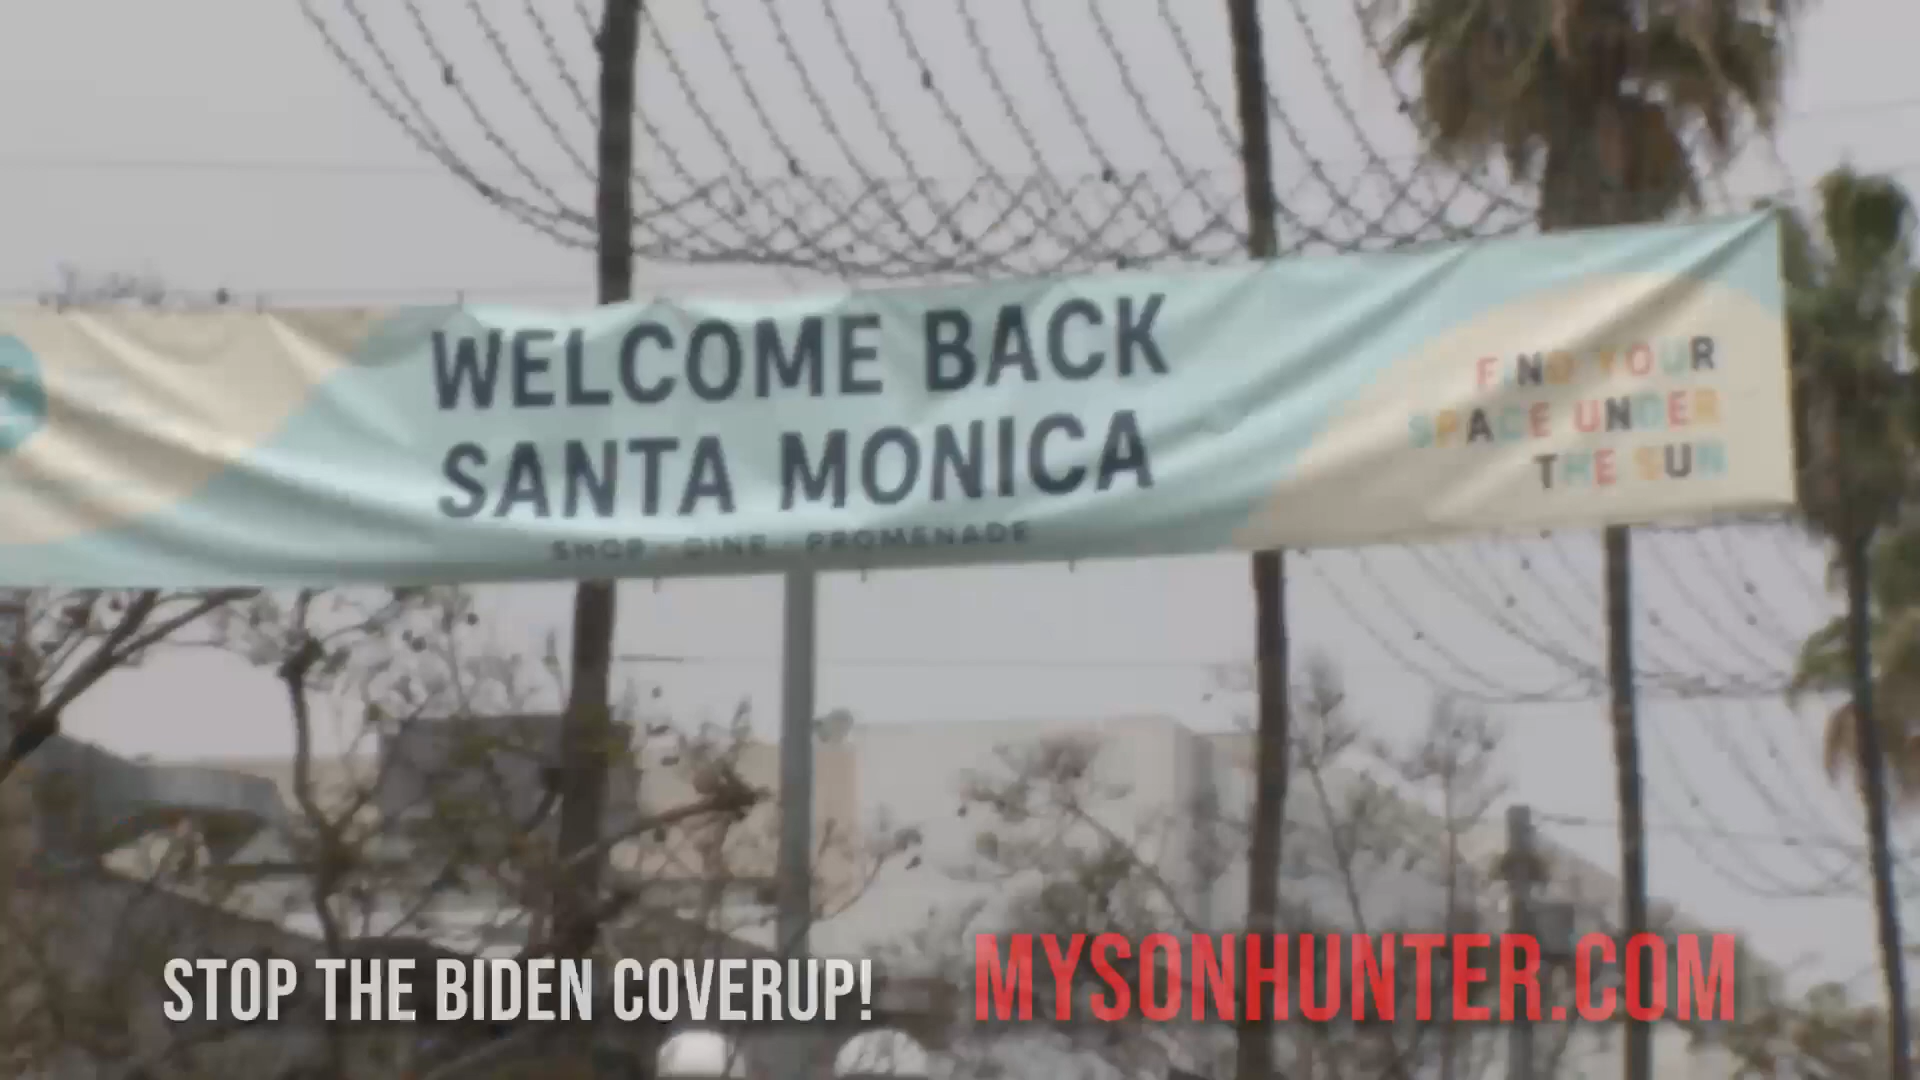 WELCOME BACK
SANTA MONICA
SHOP · DINE · PROMENADE
FIND YOUR
SPACE UNDER
THE SUN
STOP THE BIDEN COVERUP!
MYSONHUNTER.COM